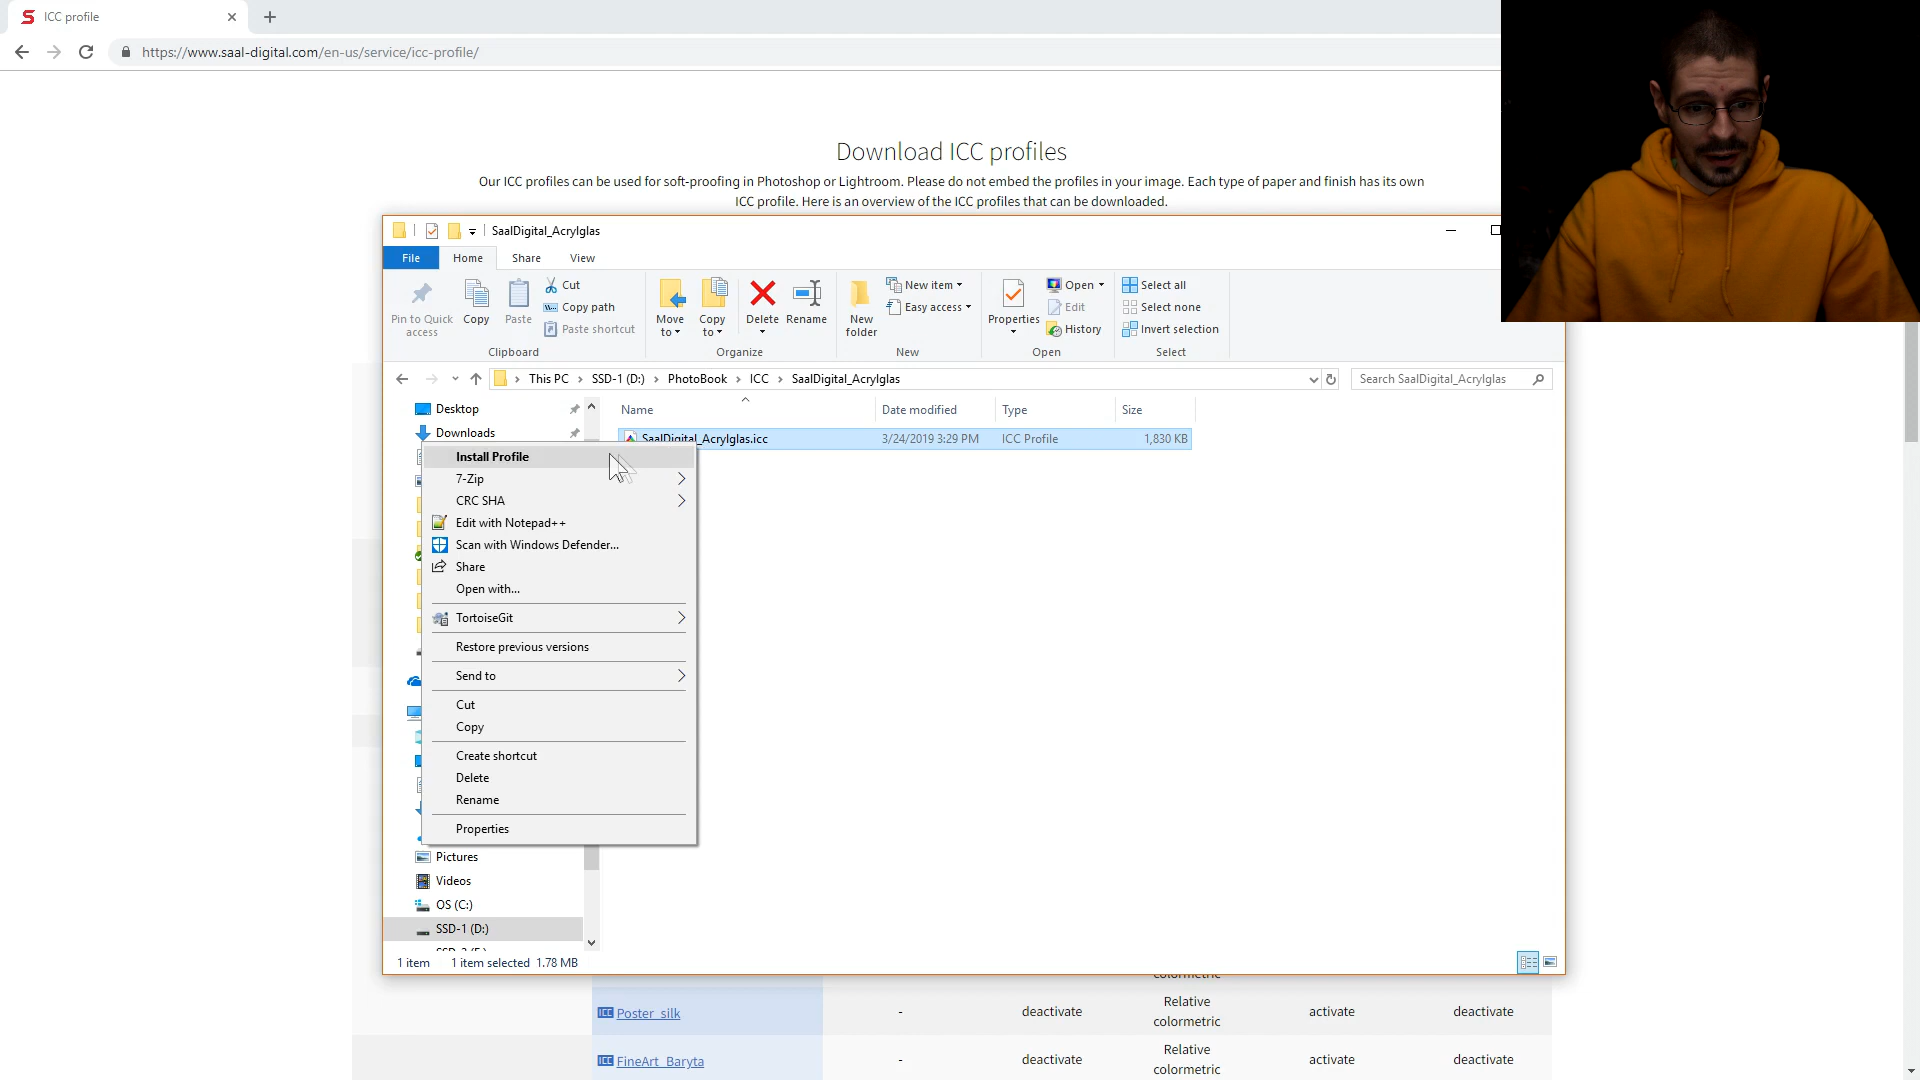 ICC profile
https://www.saal-digital.com/en-us/service/icc-profile/
Download ICC profiles
Our ICC profiles can be used for soft-proofing in Photoshop or Lightroom. Please do not embed the profiles in your image. Each type of paper and finish has its own
ICC profile. Here is an overview of the ICC profiles that can be downloaded.
SaalDigital_Acrylglas
File Home Share View
Pin to Quick access
Copy
Paste
Cut
Copy path
Paste shortcut
Clipboard
Move to
Copy to
Delete
Rename
Organize
New folder
New item
Easy access
New
Properties
Open
Edit
History
Open
Select all
Select none
Invert selection
Select
This PC › SSD-1 (D:) › PhotoBook › ICC › SaalDigital_Acrylglas
Search SaalDigital_Acrylglas
Name Date modified Type Size
SaalDigital_Acrylglas.icc 3/24/2019 3:29 PM ICC Profile 1,830 KB
Desktop
Downloads
Install Profile
7-Zip
CRC SHA
Edit with Notepad++
Scan with Windows Defender...
Share
Open with...
TortoiseGit
Restore previous versions
Send to
Cut
Copy
Create shortcut
Delete
Rename
Properties
Pictures
Videos
OS (C:)
SSD-1 (D:)
1 item 1 item selected 1.78 MB
colormetric
ICC Poster_silk - deactivate Relative colormetric activate deactivate
ICC FineArt_Baryta - deactivate Relative colormetric activate deactivate